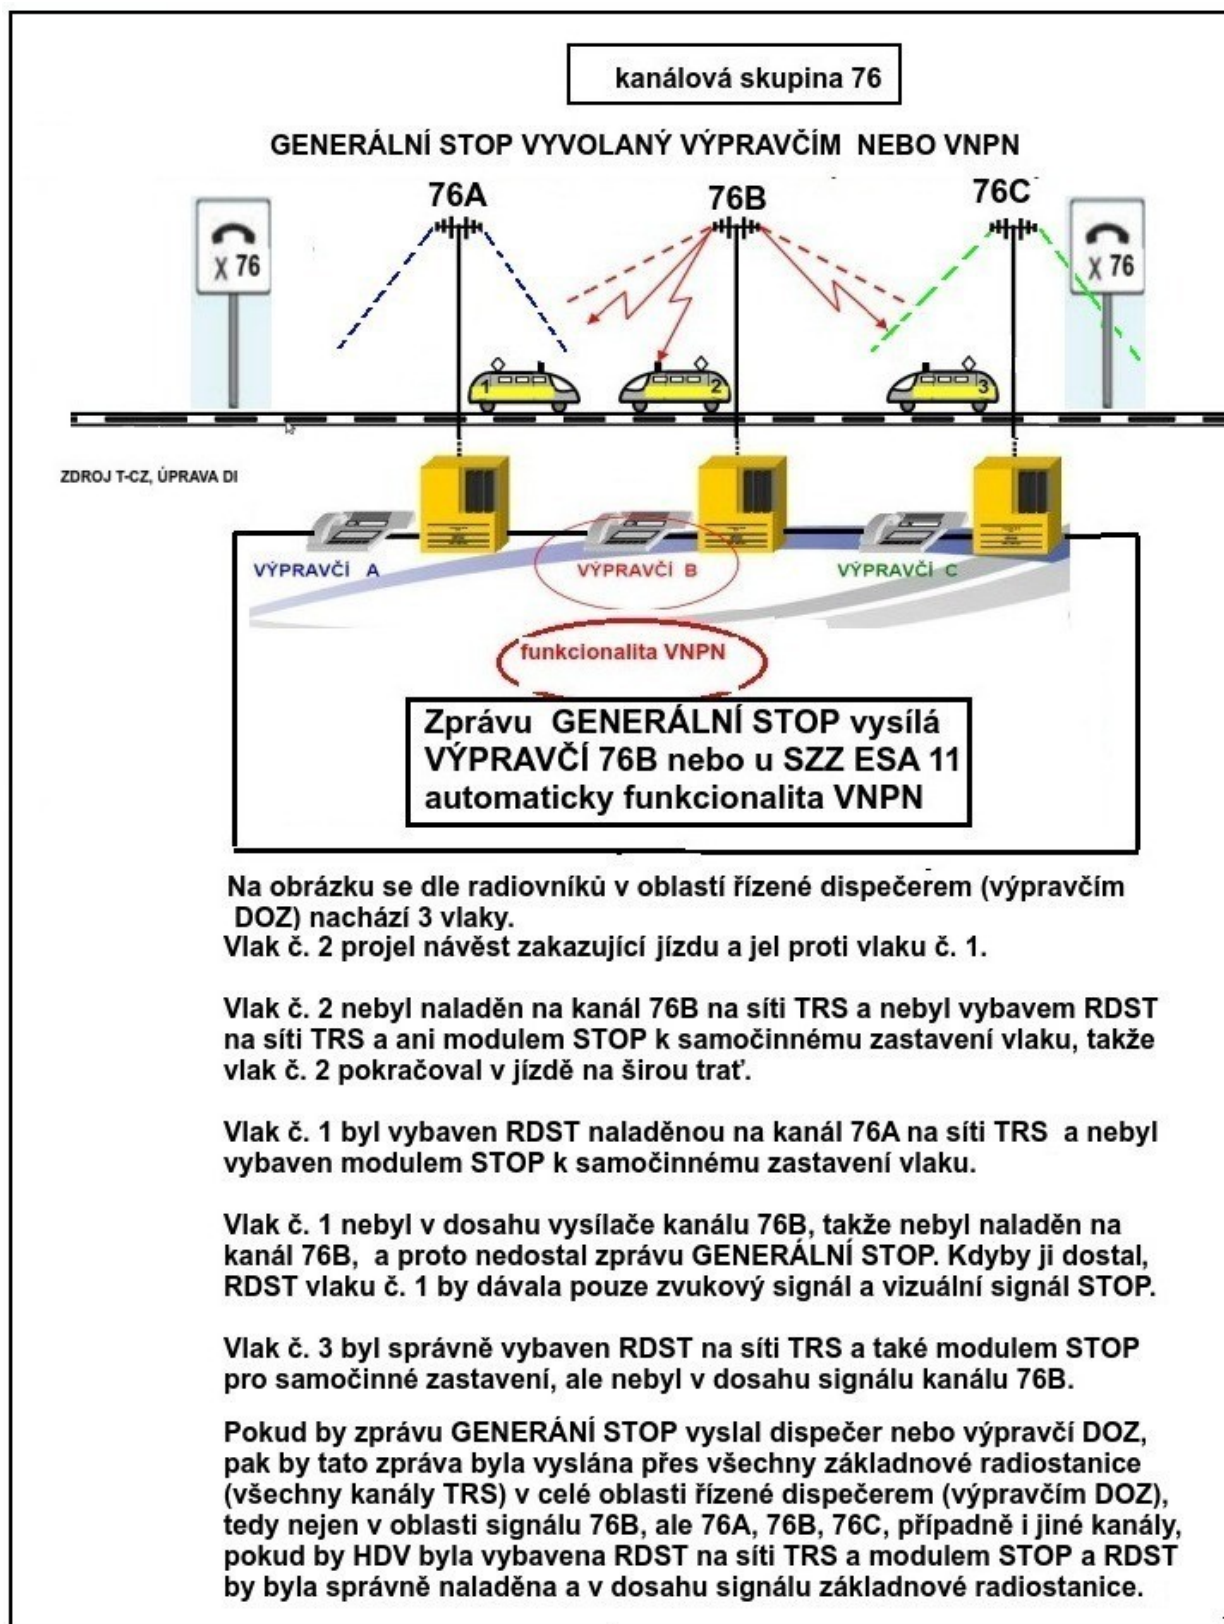 kanálová skupina 76
GENERÁLNÍ STOP VYVOLANÝ VÝPRAVČÍM NEBO VNPN
76A 76B 76C
X 76 X 76
1 2 3
ZDROJ T-CZ, ÚPRAVA DI
VÝPRAVČÍ A VÝPRAVČÍ B VÝPRAVČÍ C
funkcionalita VNPN
Zprávu GENERÁLNÍ STOP vysílá
VÝPRAVČÍ 76B nebo u SZZ ESA 11
automaticky funkcionalita VNPN
Na obrázku se dle radiovníků v oblastí řízené dispečerem (výpravčím
DOZ) nachází 3 vlaky.
Vlak č. 2 projel návěst zakazující jízdu a jel proti vlaku č. 1.
Vlak č. 2 nebyl naladěn na kanál 76B na síti TRS a nebyl vybavem RDST
na síti TRS a ani modulem STOP k samočinnému zastavení vlaku, takže
vlak č. 2 pokračoval v jízdě na širou trať.
Vlak č. 1 byl vybaven RDST naladěnou na kanál 76A na síti TRS a nebyl
vybaven modulem STOP k samočinnému zastavení vlaku.
Vlak č. 1 nebyl v dosahu vysílače kanálu 76B, takže nebyl naladěn na
kanál 76B, a proto nedostal zprávu GENERÁLNÍ STOP. Kdyby ji dostal,
RDST vlaku č. 1 by dávala pouze zvukový signál a vizuální signál STOP.
Vlak č. 3 byl správně vybaven RDST na síti TRS a také modulem STOP
pro samočinné zastavení, ale nebyl v dosahu signálu kanálu 76B.
Pokud by zprávu GENERÁNÍ STOP vyslal dispečer nebo výpravčí DOZ,
pak by tato zpráva byla vyslána přes všechny základnové radiostanice
(všechny kanály TRS) v celé oblasti řízené dispečerem (výpravčím DOZ),
tedy nejen v oblasti signálu 76B, ale 76A, 76B, 76C, případně i jiné kanály,
pokud by HDV byla vybavena RDST na síti TRS a modulem STOP a RDST
by byla správně naladěna a v dosahu signálu základnové radiostanice.